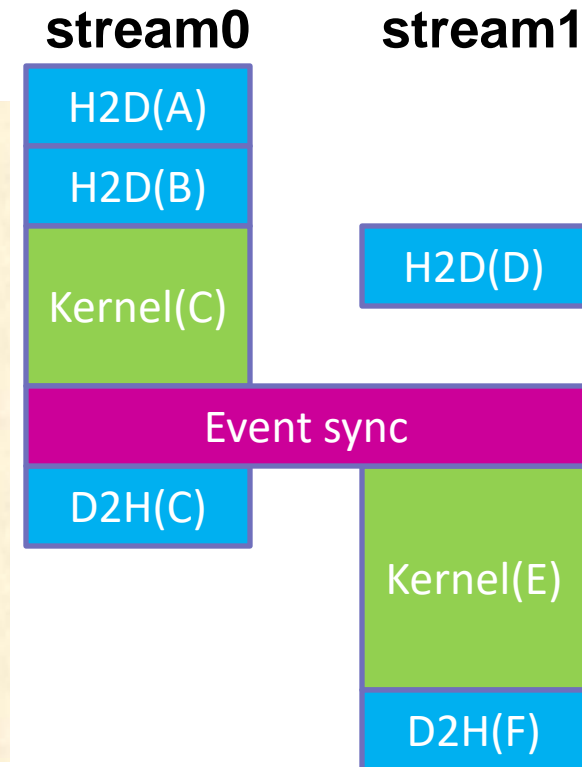 stream0 stream1
H2D(A)
H2D(B)
Kernel(C)
H2D(D)
Event sync
D2H(C)
Kernel(E)
D2H(F)